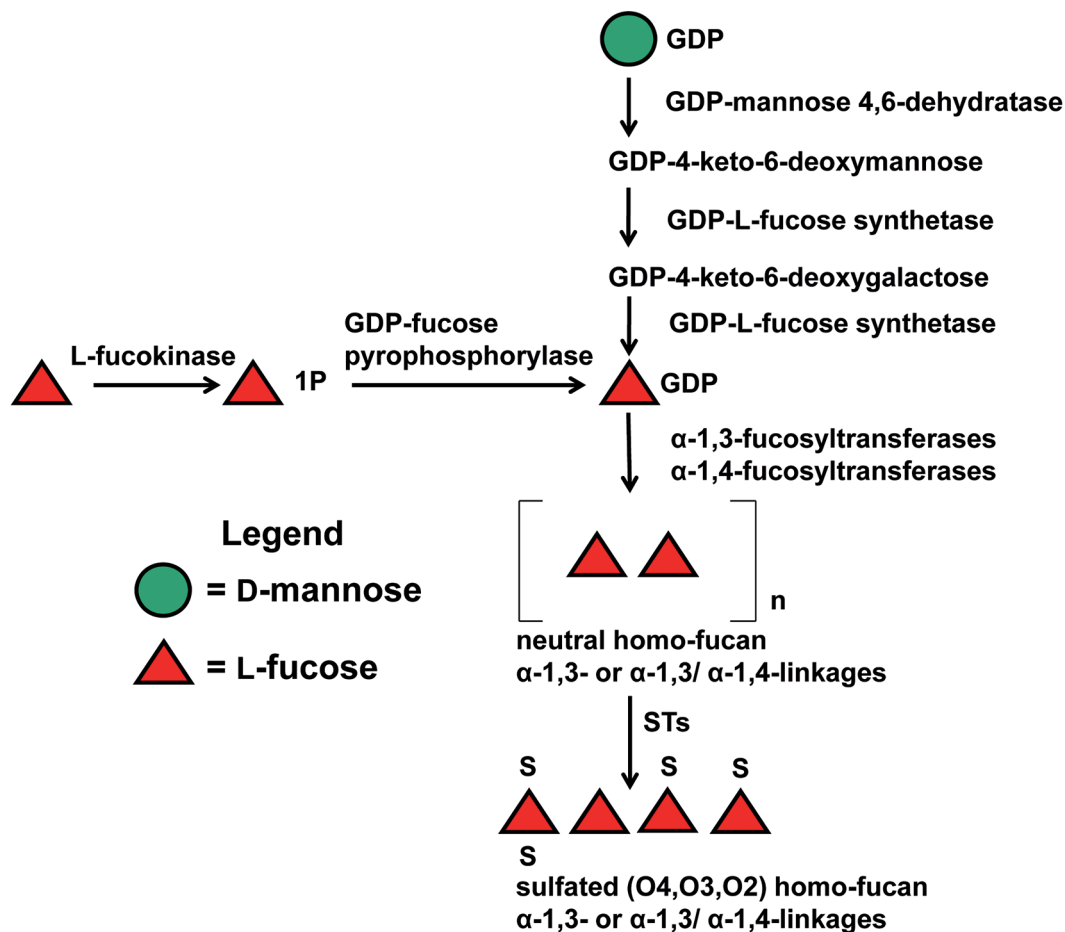 GDP
GDP-mannose 4,6-dehydratase
GDP-4-keto-6-deoxymannose
GDP-L-fucose synthetase
GDP-4-keto-6-deoxygalactose
GDP-L-fucose synthetase
L-fucokinase
1P
GDP-fucose
pyrophosphorylase
GDP
α-1,3-fucosyltransferases
α-1,4-fucosyltransferases
Legend
= D-mannose
= L-fucose
n
neutral homo-fucan
α-1,3- or α-1,3/ α-1,4-linkages
STs
S S S
S
sulfated (O4,O3,O2) homo-fucan
α-1,3- or α-1,3/ α-1,4-linkages